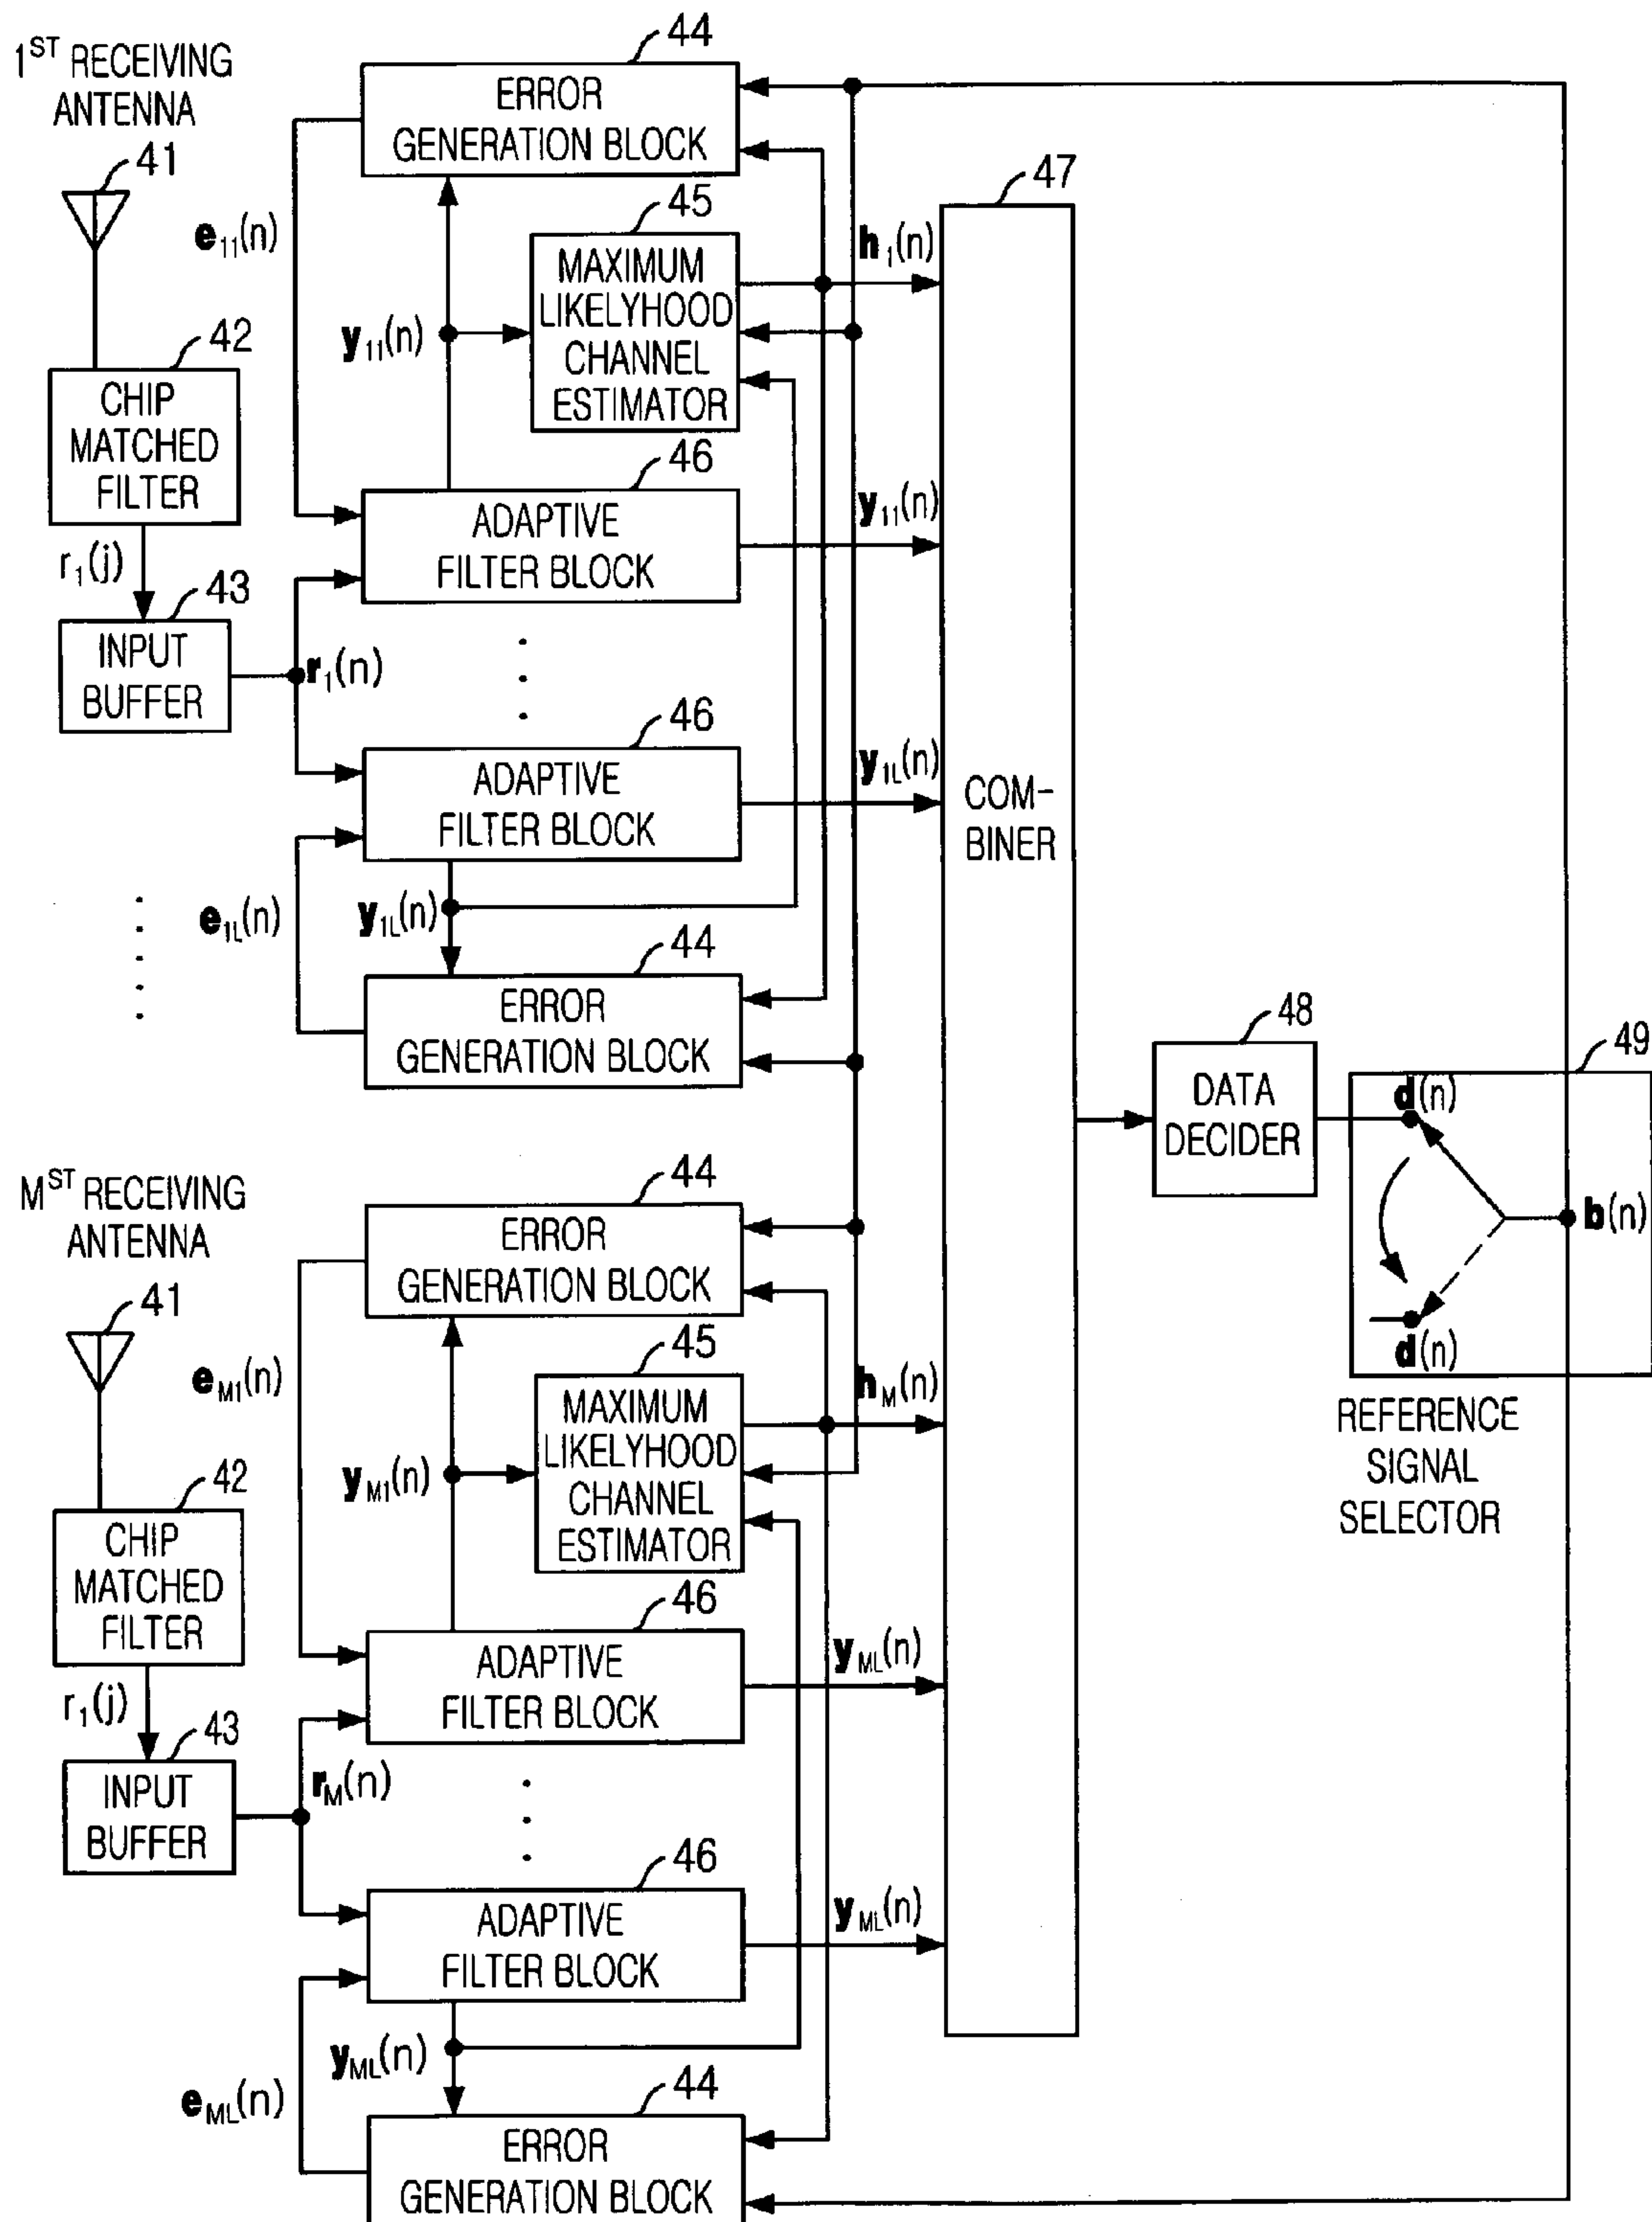 1ST RECEIVING
ANTENNA
41
42
CHIP
MATCHED
FILTER
r1(j)
43
INPUT
BUFFER
r1(n)
44
ERROR
GENERATION BLOCK
e11(n)
45
MAXIMUM
LIKELYHOOD
CHANNEL
ESTIMATOR
y11(n)
h1(n)
46
ADAPTIVE
FILTER BLOCK
y11(n)
46
ADAPTIVE
FILTER BLOCK
y1L(n)
e1L(n)
y1L(n)
44
ERROR
GENERATION BLOCK
47
COM-
BINER
48
DATA
DECIDER
49
d(n)
b(n)
d(n)
REFERENCE
SIGNAL
SELECTOR
MST RECEIVING
ANTENNA
41
42
CHIP
MATCHED
FILTER
r1(j)
43
INPUT
BUFFER
rM(n)
44
ERROR
GENERATION BLOCK
eM1(n)
45
MAXIMUM
LIKELYHOOD
CHANNEL
ESTIMATOR
yM1(n)
hM(n)
46
ADAPTIVE
FILTER BLOCK
yML(n)
46
ADAPTIVE
FILTER BLOCK
yML(n)
yML(n)
eML(n)
44
ERROR
GENERATION BLOCK